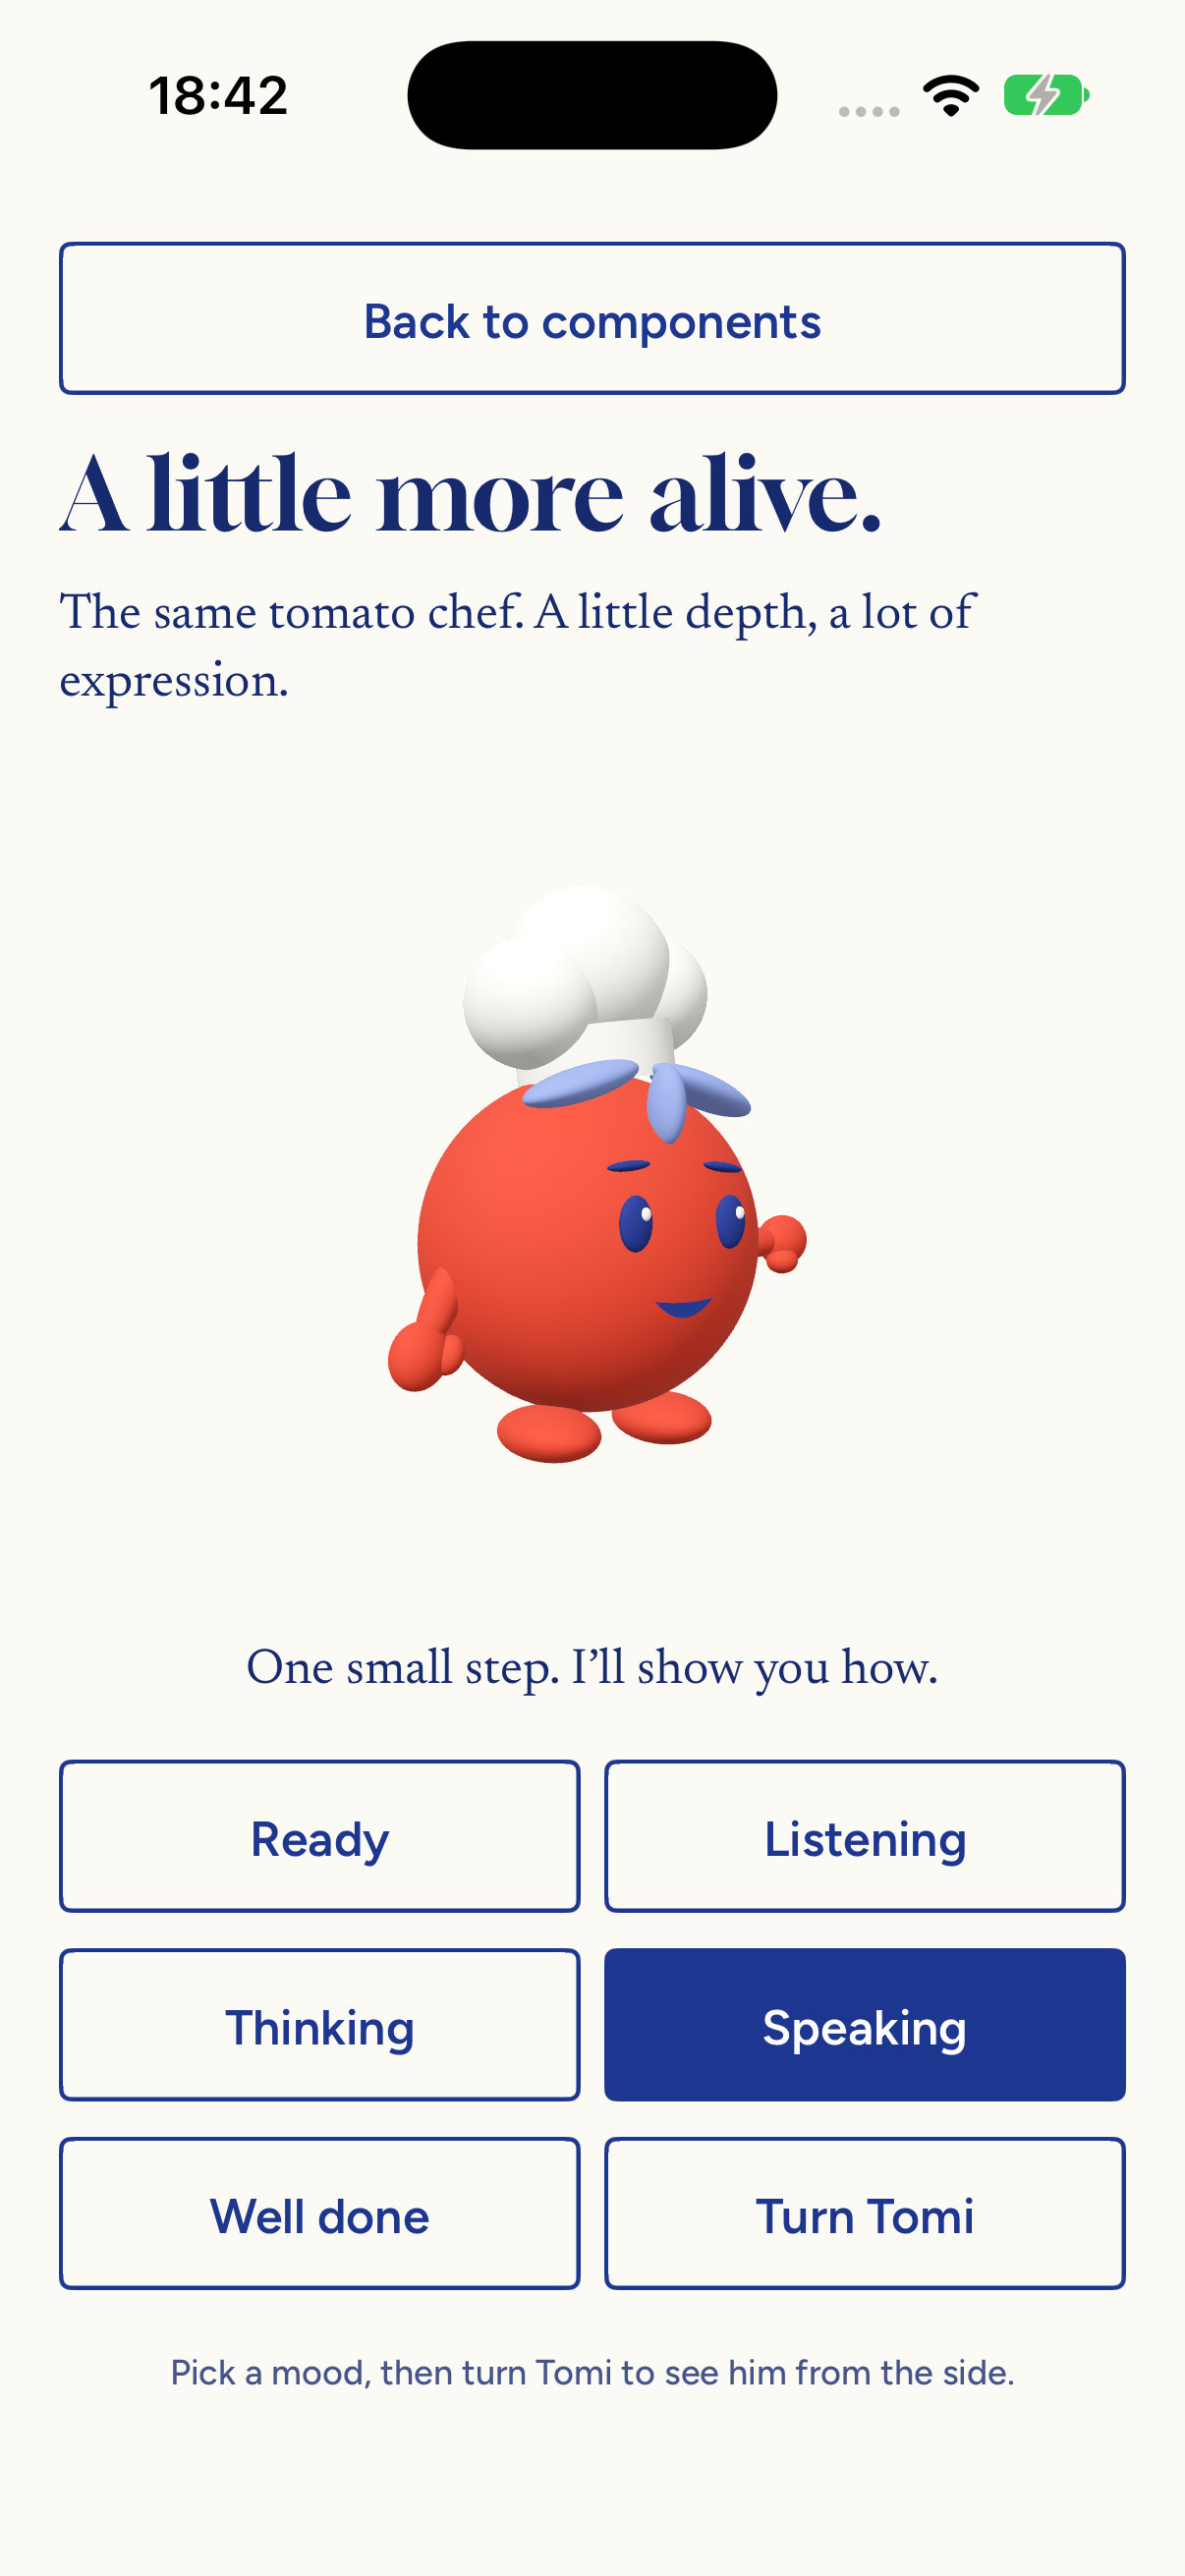 18:42
Back to components
A little more alive.
The same tomato chef. A little depth, a lot of
expression.
One small step. I’ll show you how.
Ready
Listening
Thinking
Speaking
Well done
Turn Tomi
Pick a mood, then turn Tomi to see him from the side.